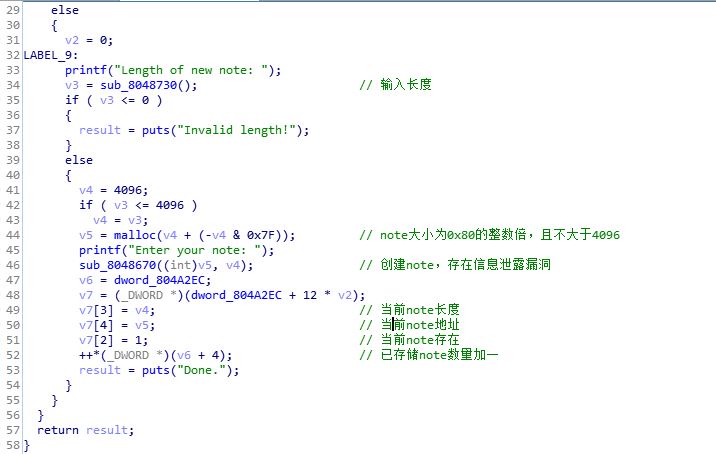 29 else
30 {
31 v2 = 0;
32 LABEL_9:
33 printf("Length of new note: ");
34 v3 = sub_8048730(); // 输入长度
35 if ( v3 <= 0 )
36 {
37 result = puts("Invalid length!");
38 }
39 else
40 {
41 v4 = 4096;
42 if ( v3 <= 4096 )
43 v4 = v3;
44 v5 = malloc(v4 + (-v4 & 0x7F)); // note大小为0x80的整数倍，且不大于4096
45 printf("Enter your note: ");
46 sub_8048670((int)v5, v4); // 创建note，存在信息泄露漏洞
47 v6 = dword_804A2EC;
48 v7 = (_DWORD *)(dword_804A2EC + 12 * v2);
49 v7[3] = v4; // 当前note长度
50 v7[4] = v5; // 当前note地址
51 v7[2] = 1; // 当前note存在
52 ++*(_DWORD *)(v6 + 4); // 已存储note数量加一
53 result = puts("Done.");
54 }
55 }
56 }
57 return result;
58 }